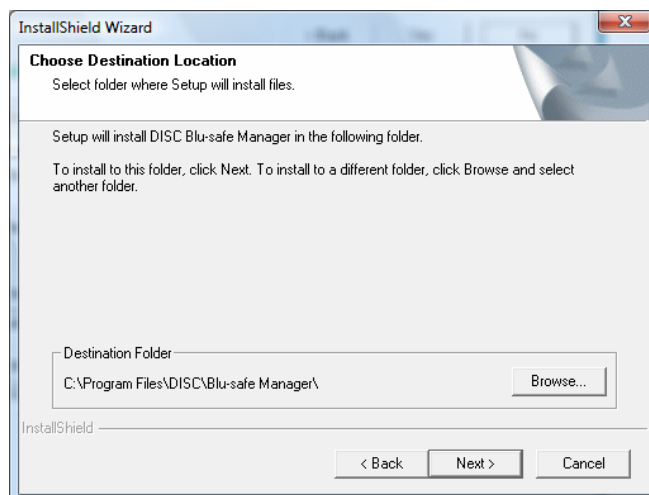 InstallShield Wizard
Choose Destination Location
Select folder where Setup will install files.
Setup will install DISC Blu-safe Manager in the following folder.
To install to this folder, click Next. To install to a different folder, click Browse and select
another folder.
Destination Folder
C:\Program Files\DISC\Blu-safe Manager\
Browse...
InstallShield
< Back
Next >
Cancel